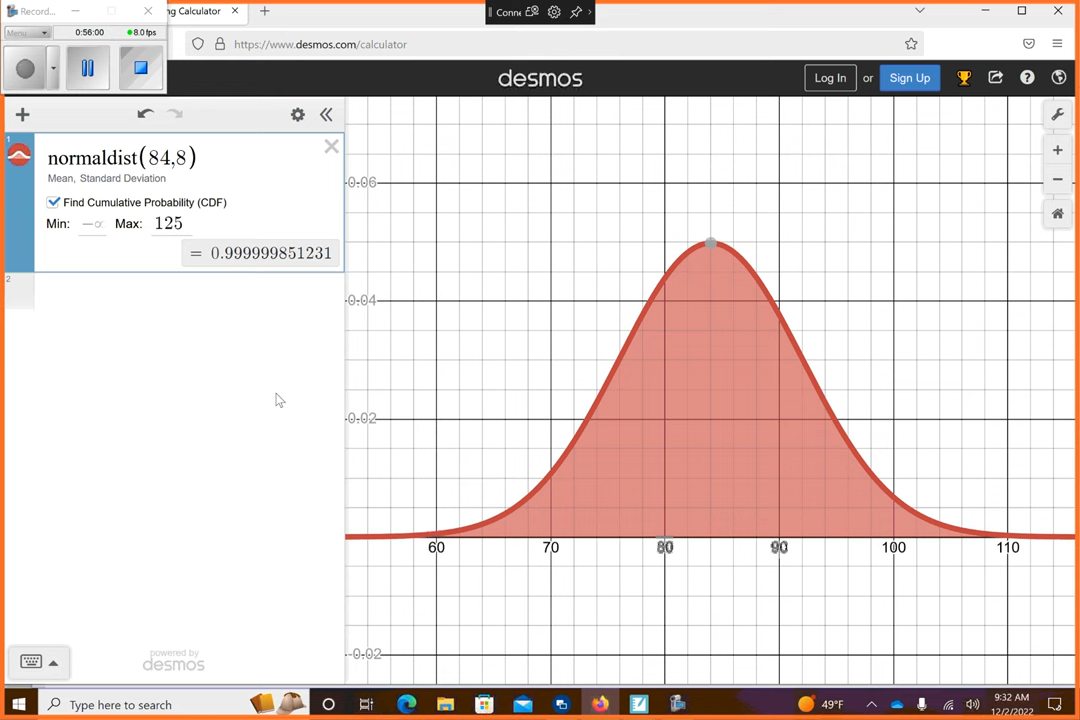 Record...
ng Calculator
Conne
Menu
0:56:00
8.0 fps
https://www.desmos.com/calculator
desmos
Log In
or
Sign Up
1
normaldist(84,8)
Mean, Standard Deviation
Find Cumulative Probability (CDF)
Min: −∞ Max: 125
= 0.999999851231
2
0.06
0.04
0.02
60
70
80
90
100
110
-0.02
powered by
desmos
Type here to search
49°F
9:32 AM
12/2/2022